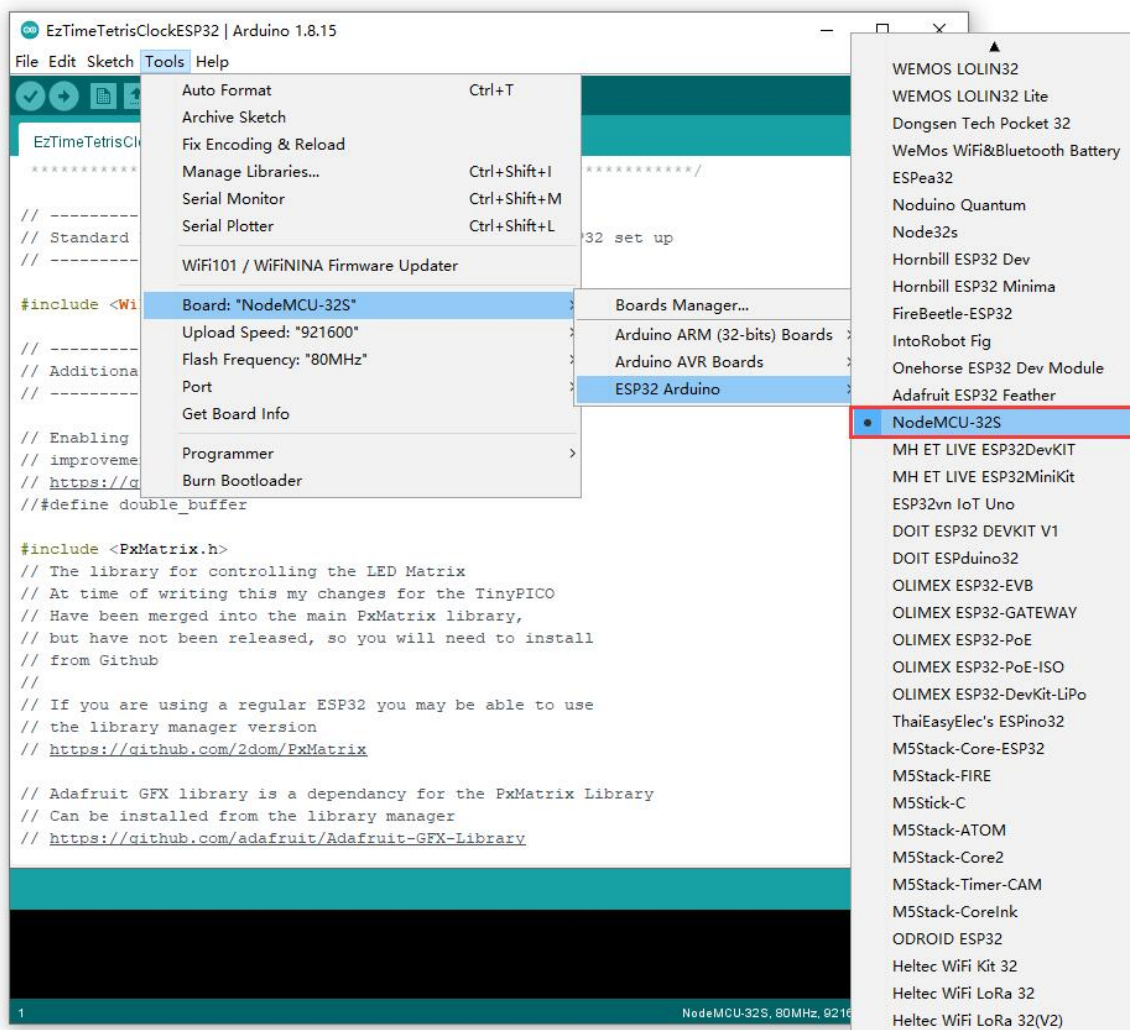 EzTimeTetrisClockESP32 | Arduino 1.8.15
File Edit Sketch Tools Help
EzTimeTetrisCl
Auto Format Ctrl+T
Archive Sketch
Fix Encoding & Reload
Manage Libraries... Ctrl+Shift+I
Serial Monitor Ctrl+Shift+M
Serial Plotter Ctrl+Shift+L
WiFi101 / WiFiNINA Firmware Updater
Board: "NodeMCU-32S"
Upload Speed: "921600"
Flash Frequency: "80MHz"
Port
Get Board Info
Programmer
Burn Bootloader
Boards Manager...
Arduino ARM (32-bits) Boards
Arduino AVR Boards
ESP32 Arduino
WEMOS LOLIN32
WEMOS LOLIN32 Lite
Dongsen Tech Pocket 32
WeMos WiFi&Bluetooth Battery
ESPea32
Noduino Quantum
Node32s
Hornbill ESP32 Dev
Hornbill ESP32 Minima
FireBeetle-ESP32
IntoRobot Fig
Onehorse ESP32 Dev Module
Adafruit ESP32 Feather
NodeMCU-32S
MH ET LIVE ESP32DevKIT
MH ET LIVE ESP32MiniKit
ESP32vn IoT Uno
DOIT ESP32 DEVKIT V1
DOIT ESPduino32
OLIMEX ESP32-EVB
OLIMEX ESP32-GATEWAY
OLIMEX ESP32-PoE
OLIMEX ESP32-PoE-ISO
OLIMEX ESP32-DevKit-LiPo
ThaiEasyElec's ESPino32
M5Stack-Core-ESP32
M5Stack-FIRE
M5Stick-C
M5Stack-ATOM
M5Stack-Core2
M5Stack-Timer-CAM
M5Stack-CoreInk
ODROID ESP32
Heltec WiFi Kit 32
Heltec WiFi LoRa 32
Heltec WiFi LoRa 32(V2)
*********** ***********/
// ----------
// Standard 32 set up
// ----------
#include <Wi
// ----------
// Additiona
// ----------
// Enabling
// improveme
// https://g
//#define double_buffer
#include <PxMatrix.h>
// The library for controlling the LED Matrix
// At time of writing this my changes for the TinyPICO
// Have been merged into the main PxMatrix library,
// but have not been released, so you will need to install
// from Github
//
// If you are using a regular ESP32 you may be able to use
// the library manager version
// https://github.com/2dom/PxMatrix
// Adafruit GFX library is a dependancy for the PxMatrix Library
// Can be installed from the library manager
// https://github.com/adafruit/Adafruit-GFX-Library
1 NodeMCU-32S, 80MHz, 9216